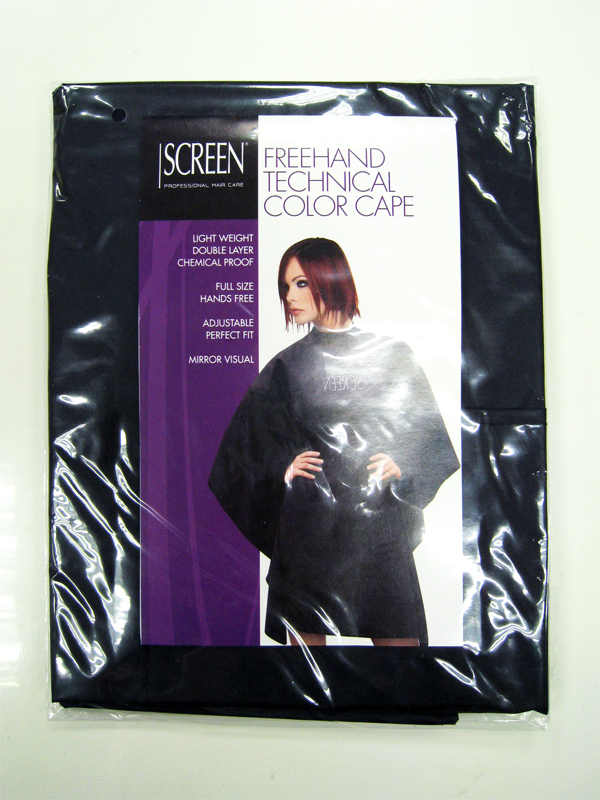 SCREEN®
PROFESSIONAL HAIR CARE
FREEHAND
TECHNICAL
COLOR CAPE
LIGHT WEIGHT
DOUBLE LAYER
CHEMICAL PROOF
FULL SIZE
HANDS FREE
ADJUSTABLE
PERFECT FIT
MIRROR VISUAL